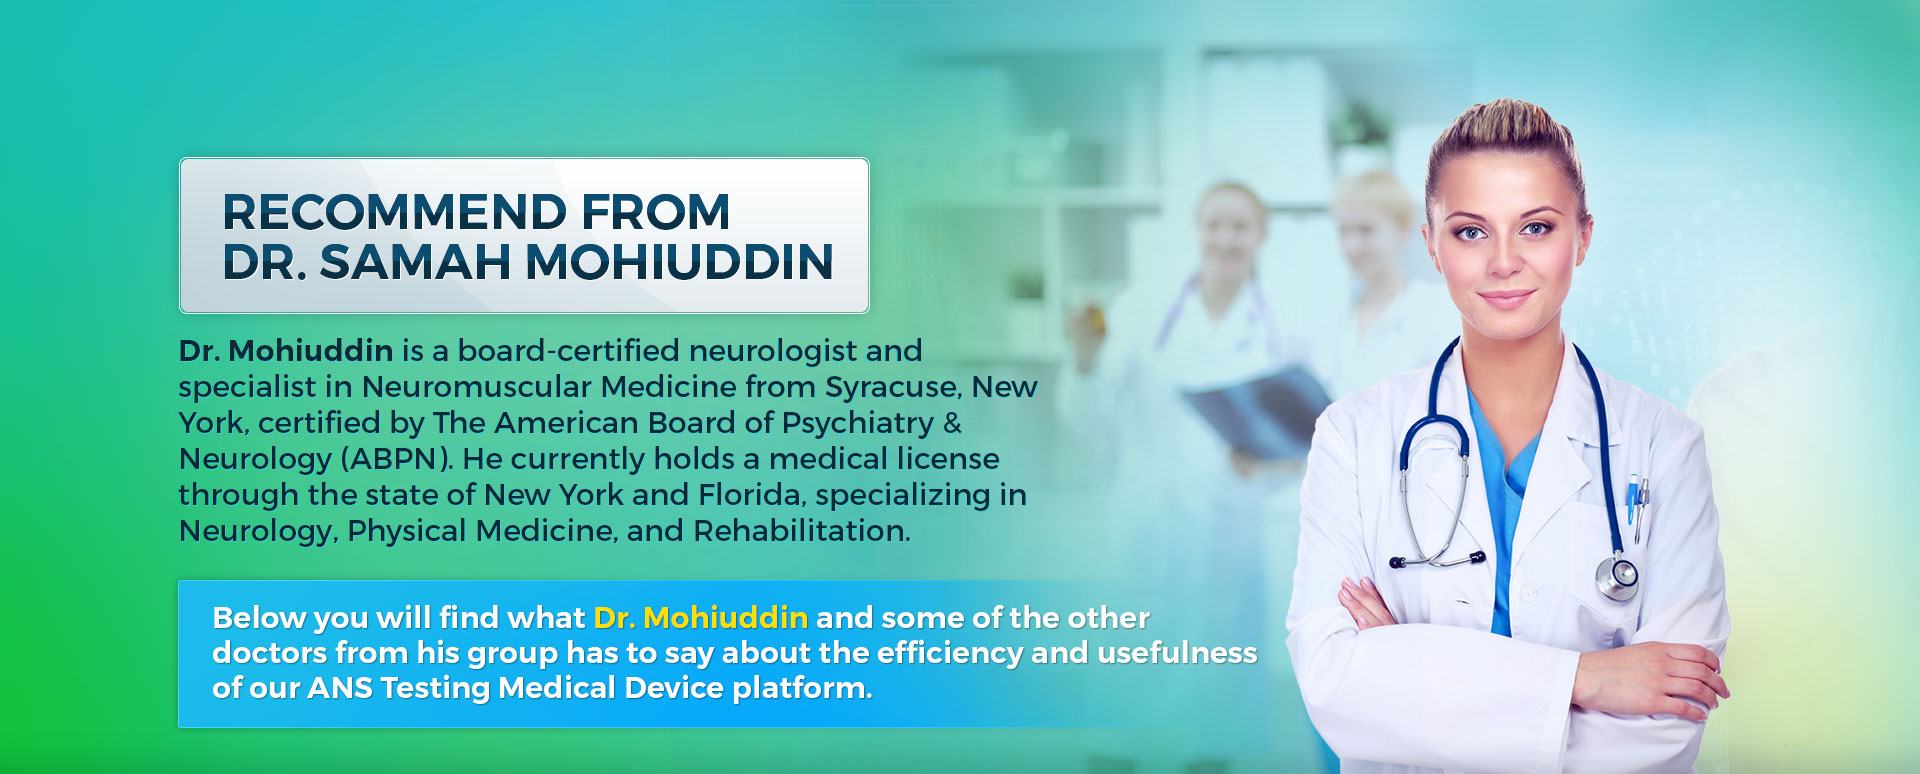 RECOMMEND FROM
DR. SAMAH MOHIUDDIN
Dr. Mohiuddin is a board-certified neurologist and
specialist in Neuromuscular Medicine from Syracuse, New
York, certified by The American Board of Psychiatry &
Neurology (ABPN). He currently holds a medical license
through the state of New York and Florida, specializing in
Neurology, Physical Medicine, and Rehabilitation.
Below you will find what Dr. Mohiuddin and some of the other
doctors from his group has to say about the efficiency and usefulness
of our ANS Testing Medical Device platform.